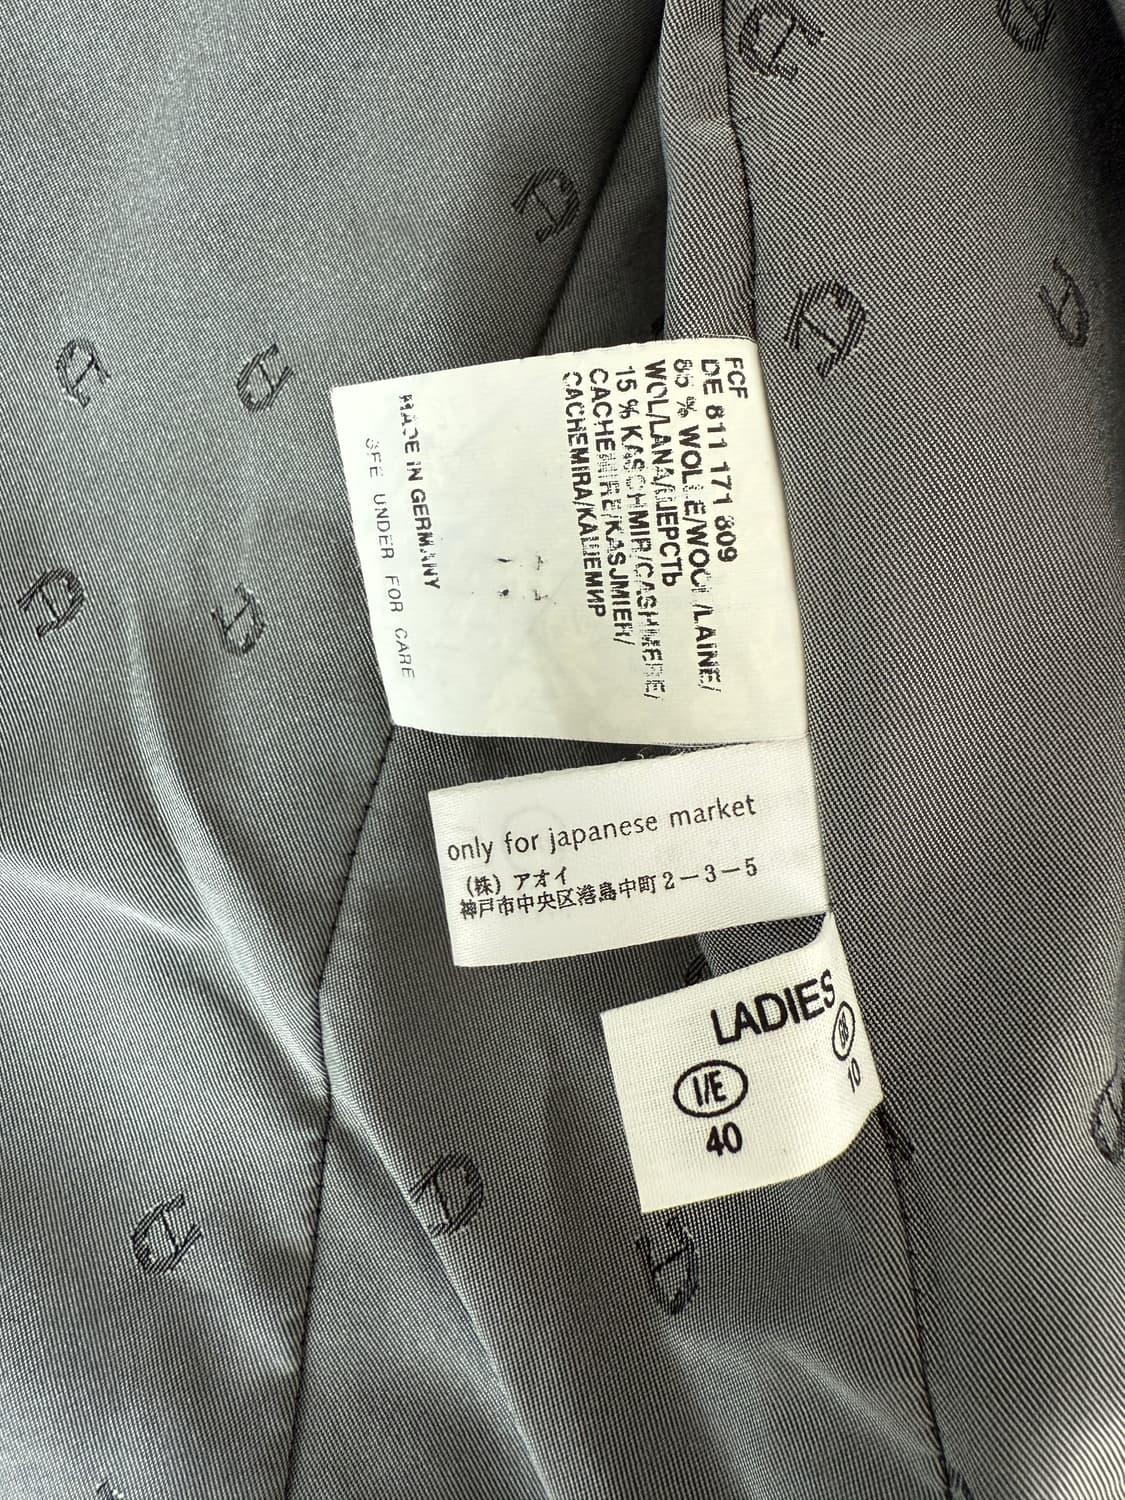 FCF
DE 811 171 809
85 % WOLLE/WOOL/LAINE/
WOL/LANA/ШЕРСТЬ
15 % KASCHMIR/CASHMERE/
CACHEMIRE/KASJMIER/
CACHEMIRA/КАШЕМИР
MADE IN GERMANY
SEE UNDER FOR CARE
only for japanese market
(株) アオイ
神戸市中央区港島中町2-3-5
LADIES
I/E
40
GB
10